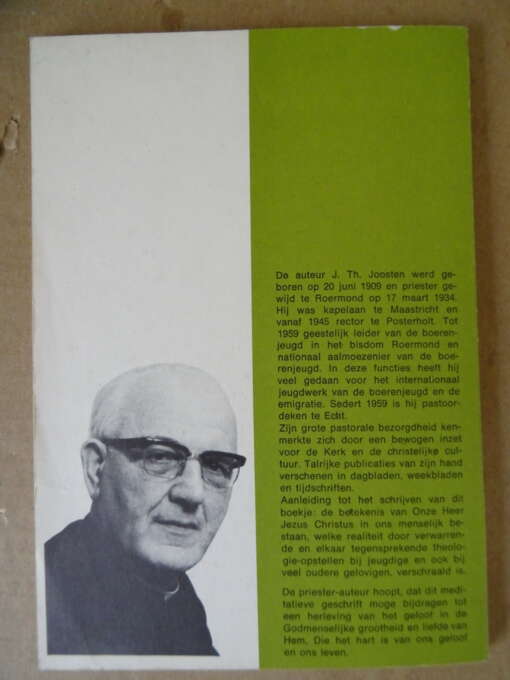 De auteur J. Th. Joosten werd ge-
boren op 20 juni 1909 en priester ge-
wijd te Roermond op 17 maart 1934.
Hij was kapelaan te Maastricht en
vanaf 1945 rector te Posterholt. Tot
1959 geestelijk leider van de boeren-
jeugd in het bisdom Roermond en
nationaal aalmoezenier van de boe-
renjeugd. In deze functies heeft hij
veel gedaan voor het internationaal
jeugdwerk van de boerenjeugd en de
emigratie. Sedert 1959 is hij pastoor-
deken te Echt.
Zijn grote pastorale bezorgdheid ken-
merkte zich door een bewogen inzet
voor de Kerk en de christelijke cul-
tuur. Talrijke publicaties van zijn hand
verschenen in dagbladen, weekbladen
en tijdschriften.
Aanleiding tot het schrijven van dit
boekje: de betekenis van Onze Heer
Jezus Christus in ons menselijk be-
staan, welke realiteit door verwarren-
de en elkaar tegensprekende theolo-
gie-opstellen bij jeugdige en ook bij
veel oudere gelovigen, verschraald is.
De priester-auteur hoopt, dat dit medi-
tatieve geschrift moge bijdragen tot
een herleving van het geloof in de
Godmenselijke grootheid en liefde van
Hem, Die het hart is van ons geloof
en ons leven.